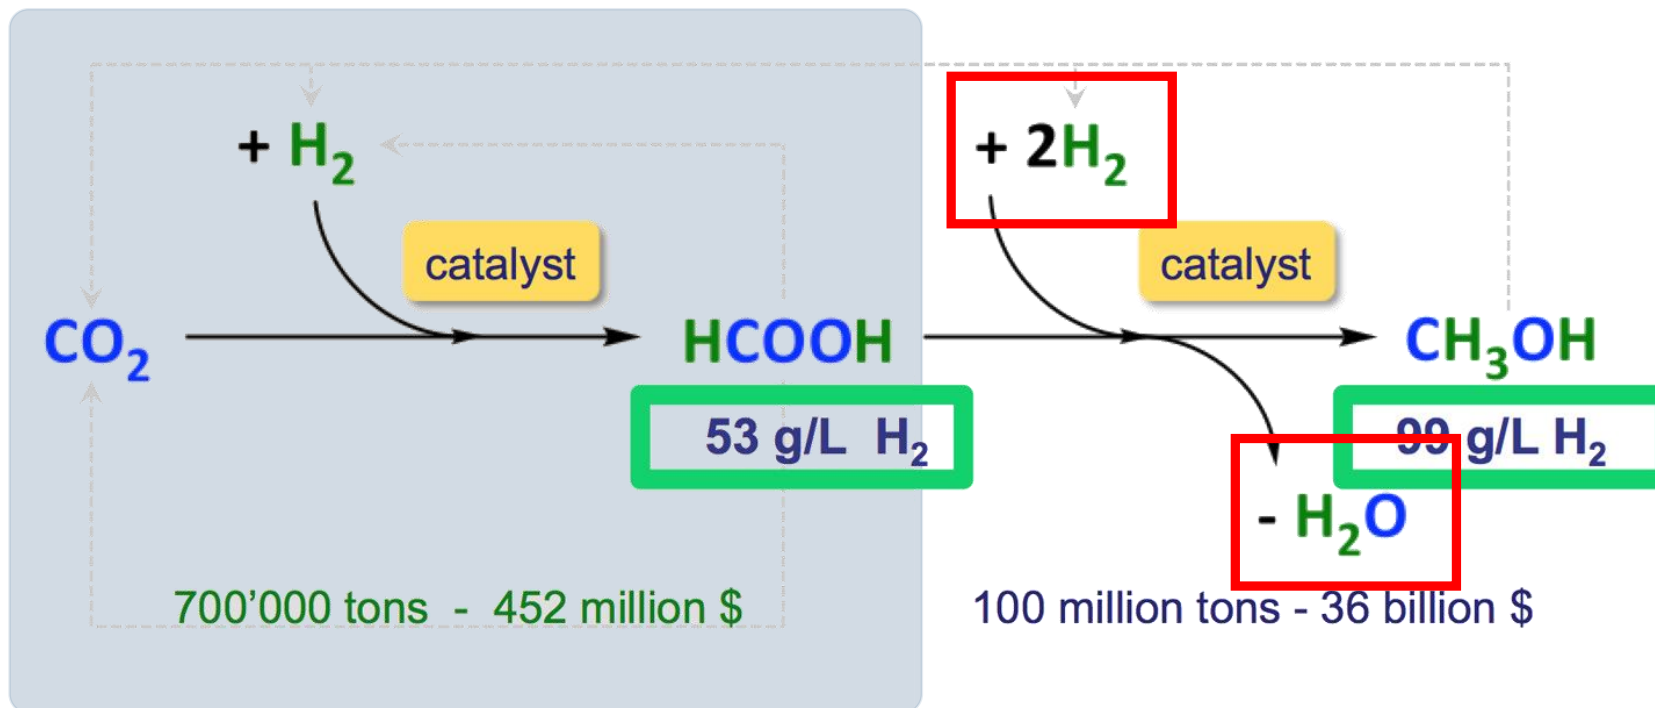 + H₂
+ 2H₂
catalyst
catalyst
CO₂
HCOOH
CH₃OH
53 g/L H₂
99 g/L H₂
- H₂O
700’000 tons - 452 million $
100 million tons - 36 billion $